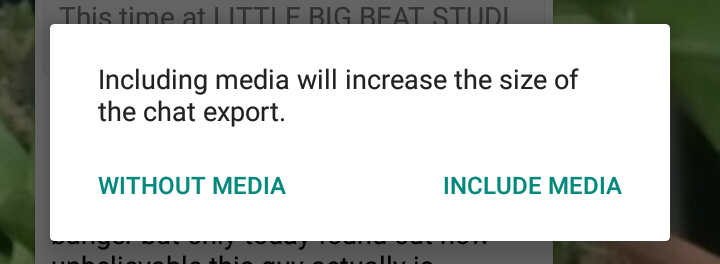 This time at LITTLE BIG BEAT STUDI
Including media will increase the size of
the chat export.
WITHOUT MEDIA INCLUDE MEDIA
banger but only today found out how
unbelievable this guy actually is